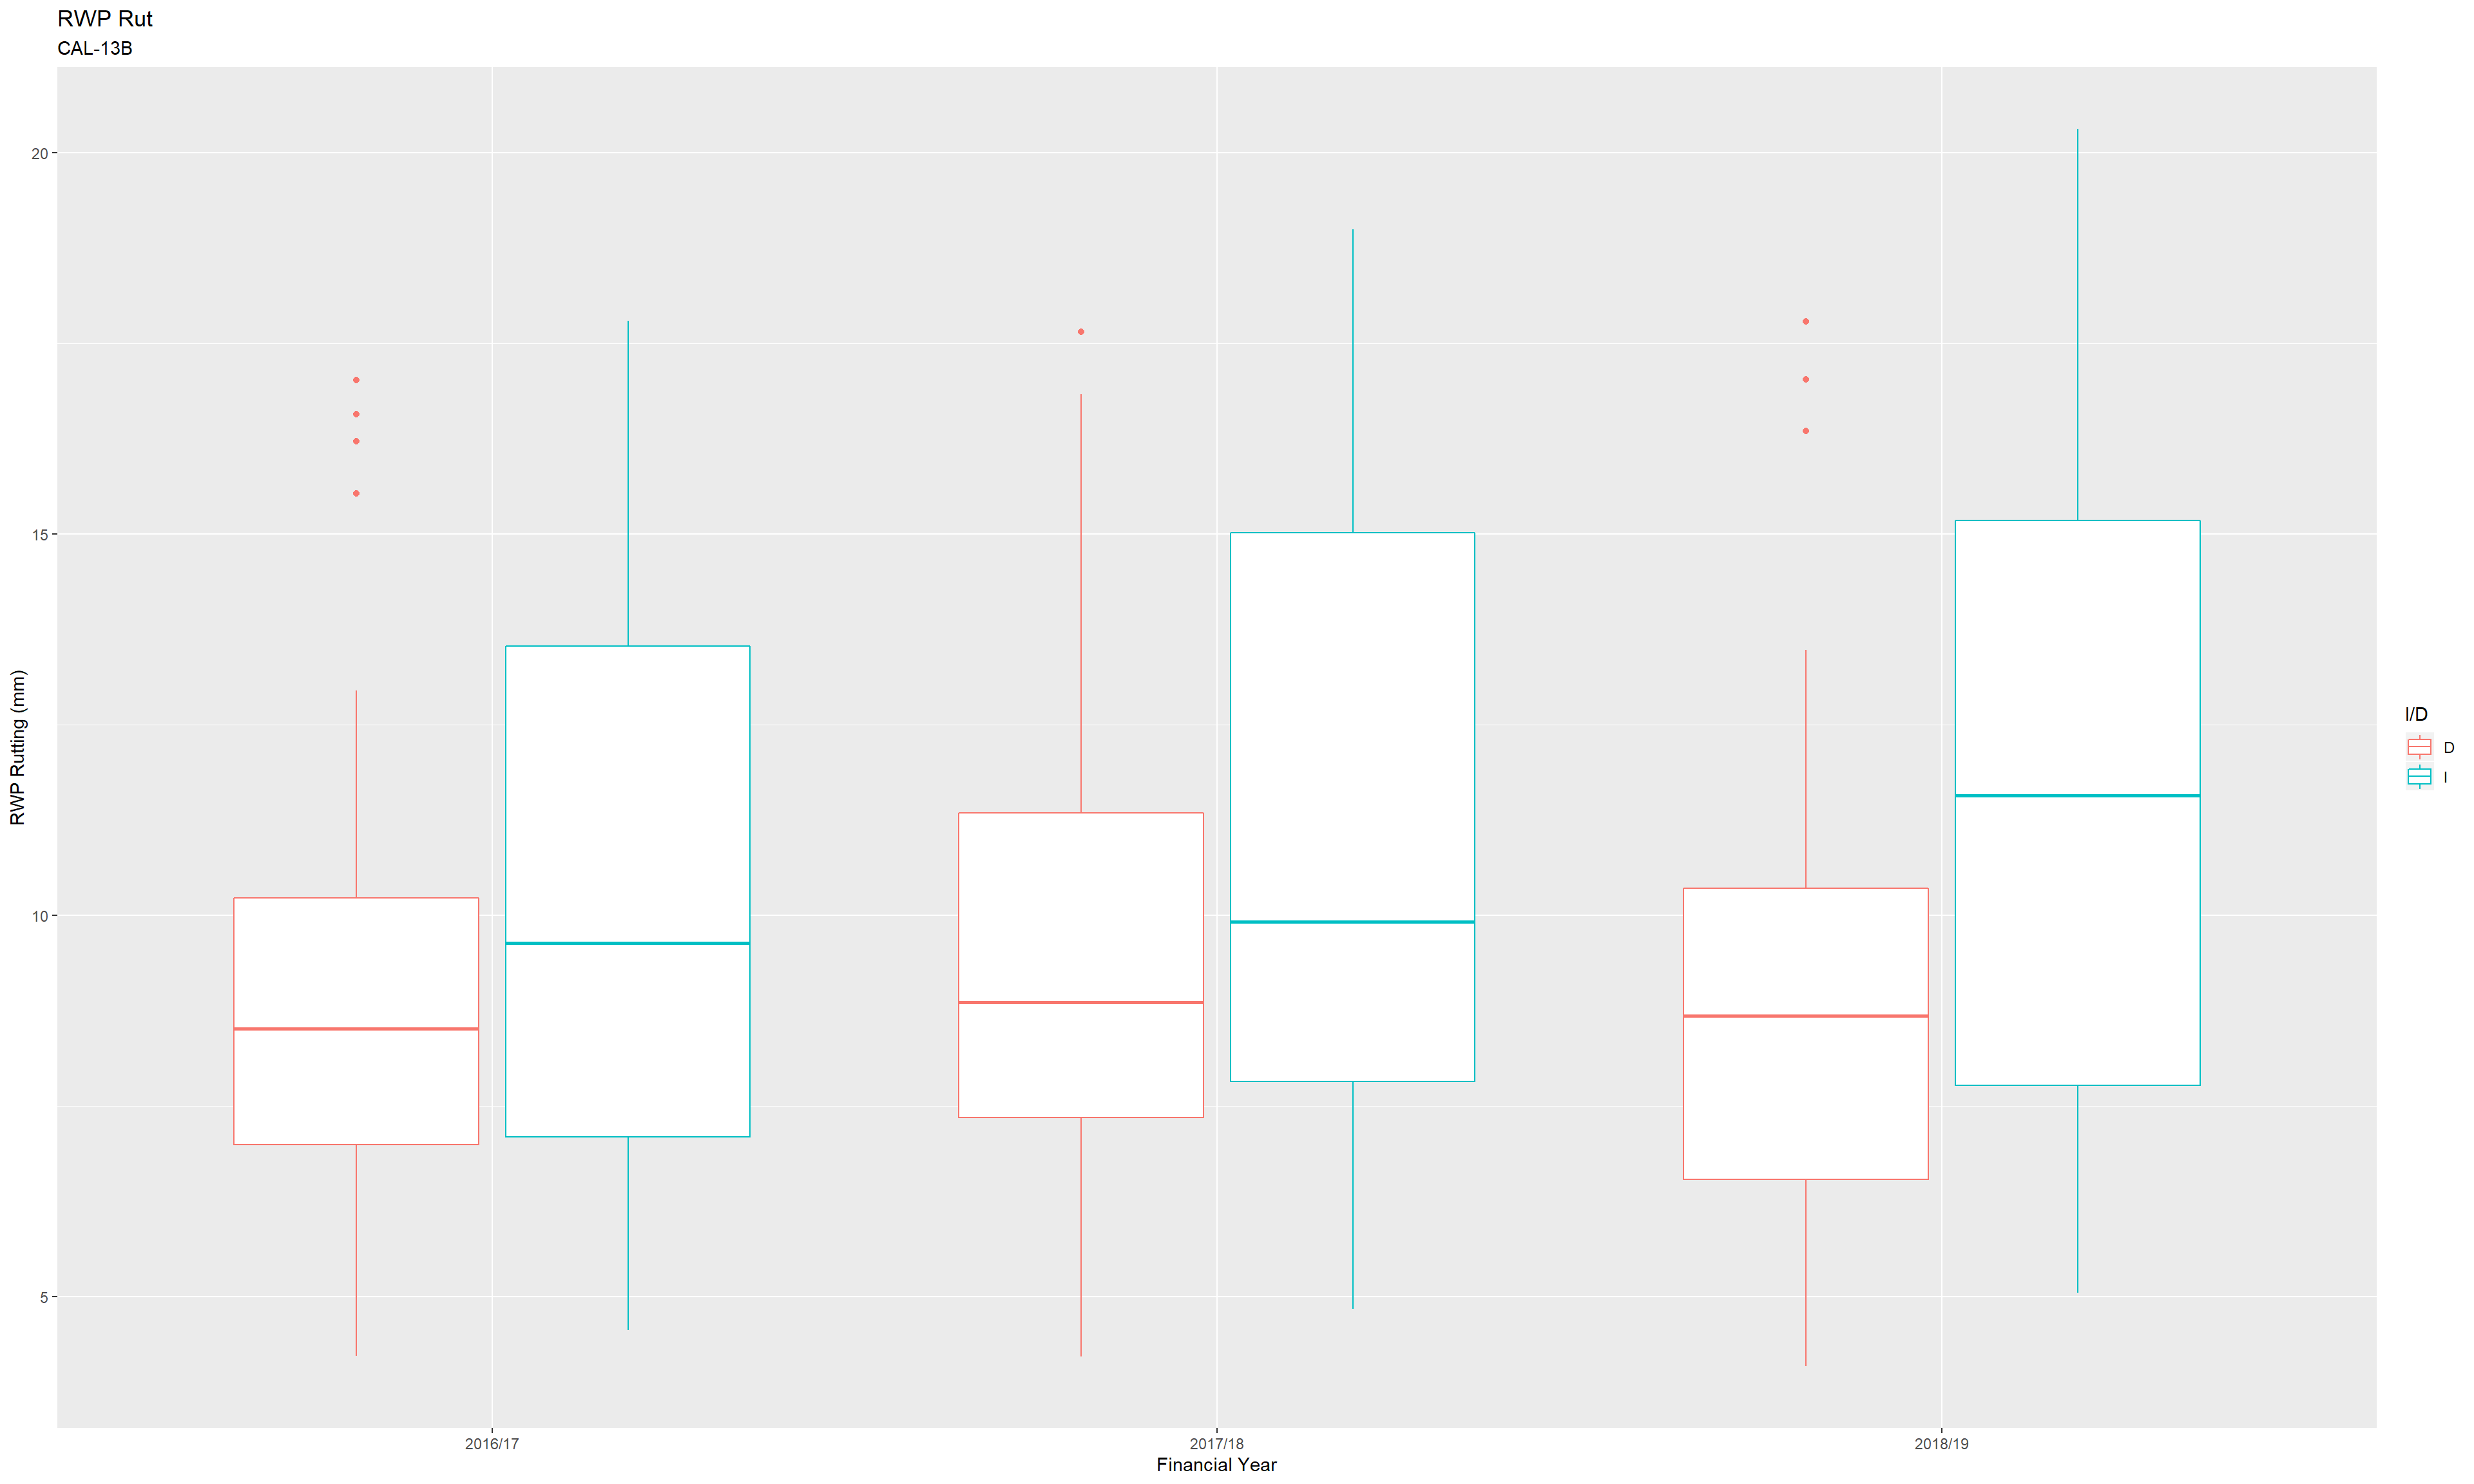 RWP Rut
CAL-13B
20
15
10
5
RWP Rutting (mm)
2016/17
2017/18
2018/19
Financial Year
I/D
D
I